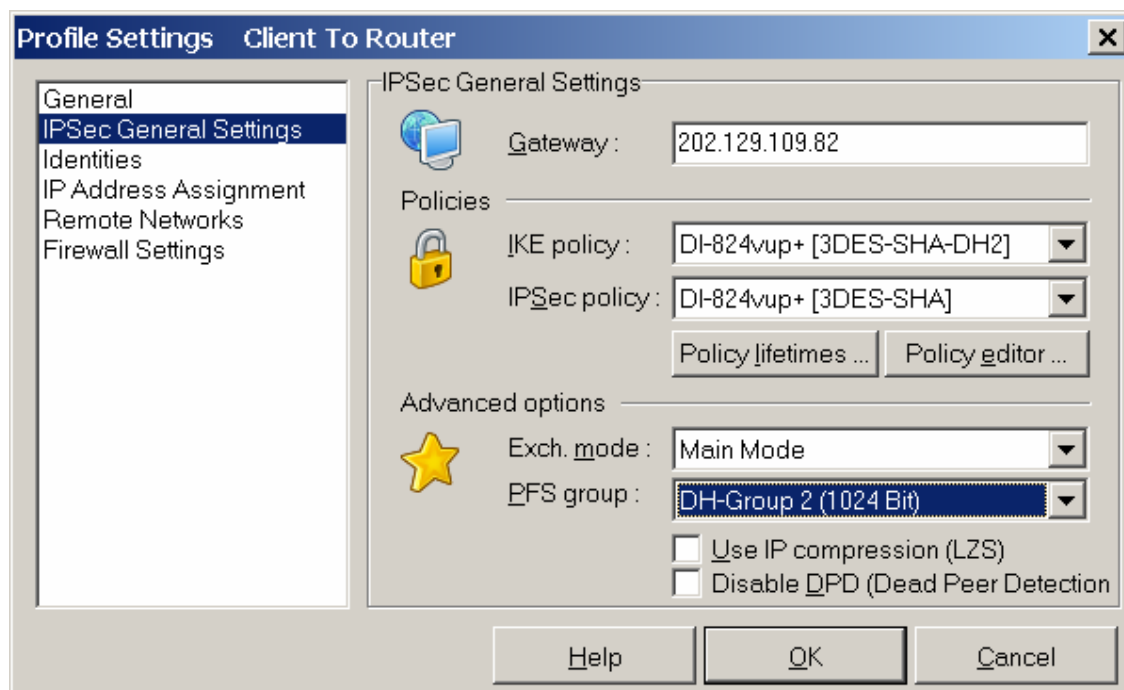 Profile Settings Client To Router
General
IPSec General Settings
Identities
IP Address Assignment
Remote Networks
Firewall Settings
IPSec General Settings
Gateway : 202.129.109.82
Policies
IKE policy : DI-824vup+ [3DES-SHA-DH2]
IPSec policy : DI-824vup+ [3DES-SHA]
Policy lifetimes ... Policy editor ...
Advanced options
Exch. mode : Main Mode
PFS group : DH-Group 2 (1024 Bit)
Use IP compression (LZS)
Disable DPD (Dead Peer Detection
Help OK Cancel